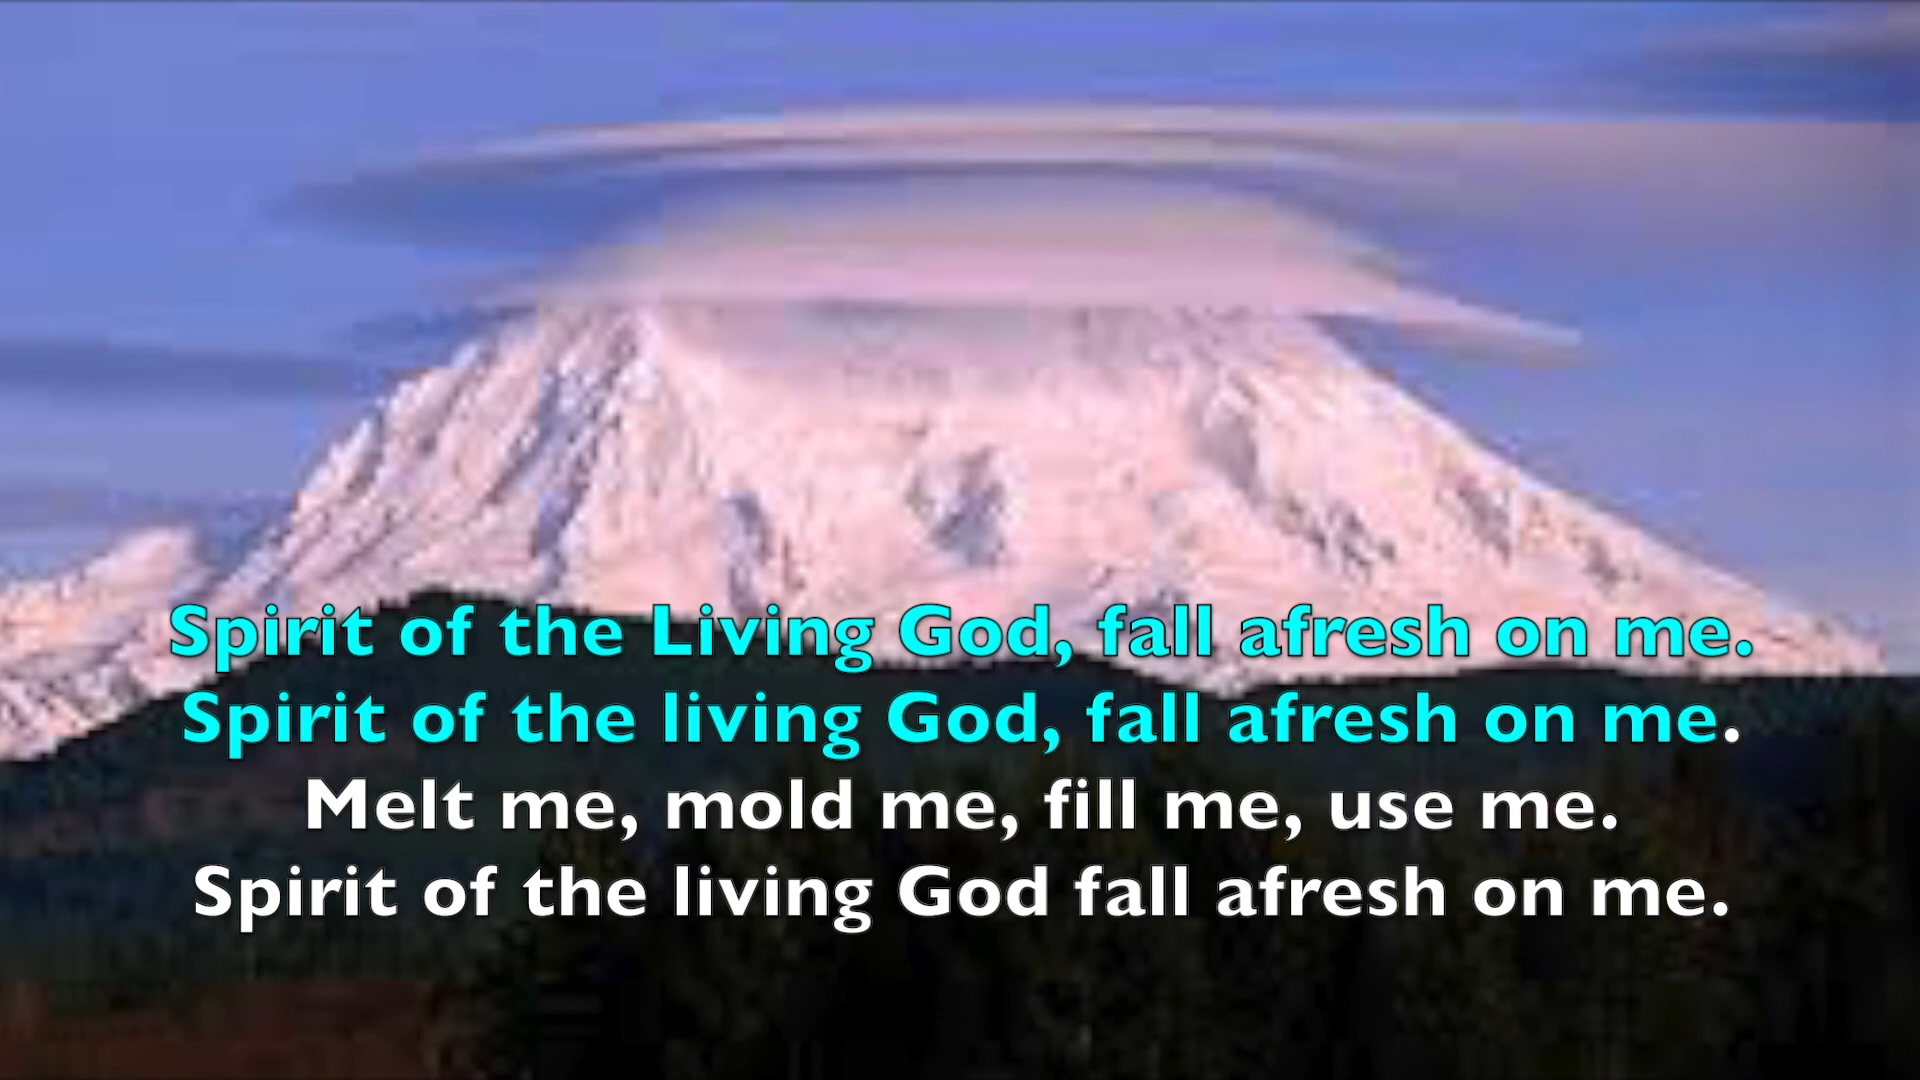 Spirit of the Living God, fall afresh on me.
Spirit of the living God, fall afresh on me.
Melt me, mold me, fill me, use me.
Spirit of the living God fall afresh on me.